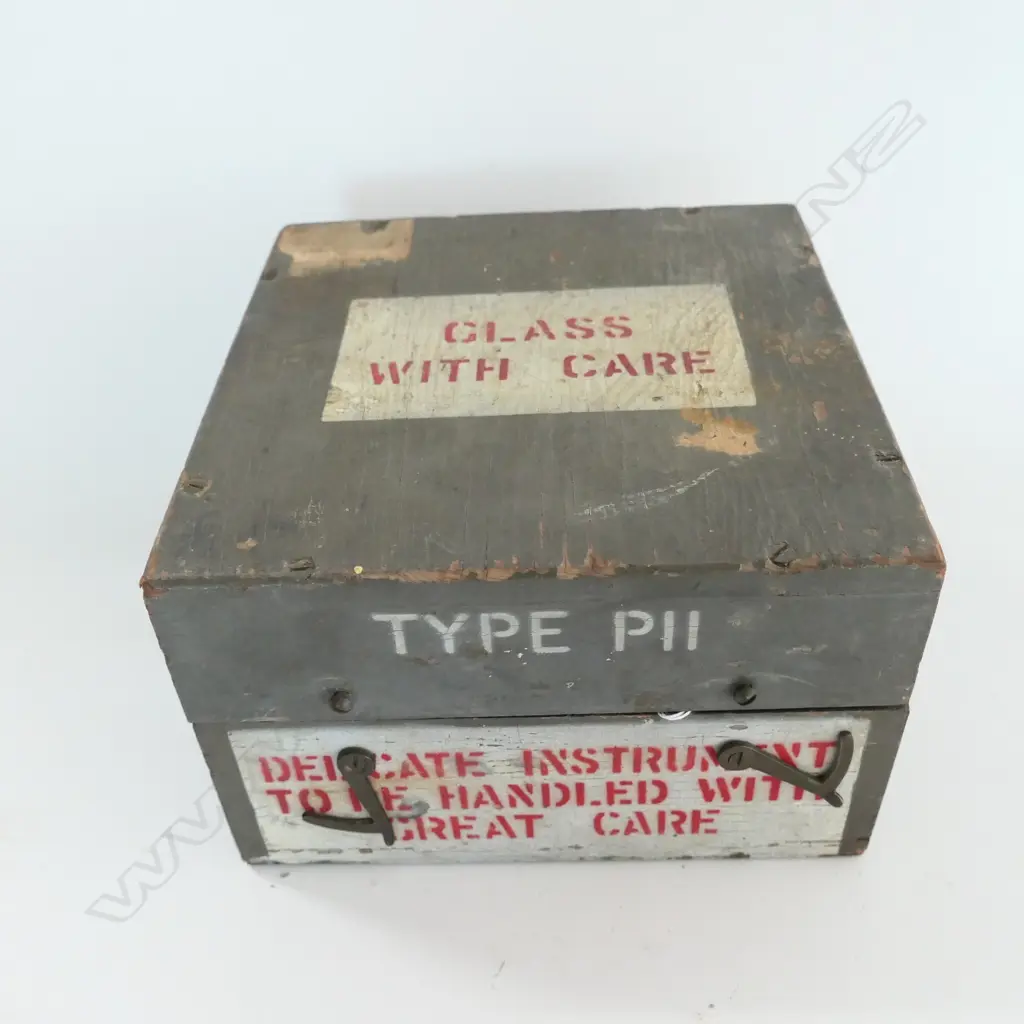 GLASS
WITH CARE
TYPE P11
DELICATE INSTRUMENT
TO BE HANDLED WITH
GREAT CARE